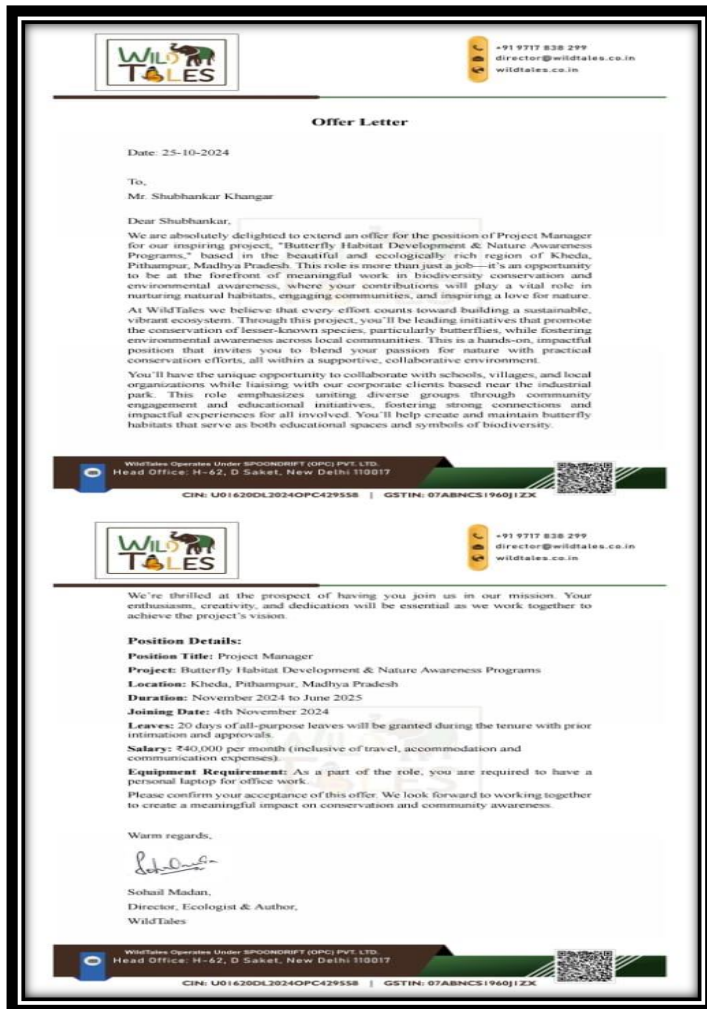 WILD
TALES
+91 9717 838 299
director@wildtales.co.in
wildtales.co.in
Offer Letter
Date: 25-10-2024
To,
Mr. Shubhankar Khangar
Dear Shubhankar,
We are absolutely delighted to extend an offer for the position of Project Manager
for our inspiring project, "Butterfly Habitat Development & Nature Awareness
Programs," based in the beautiful and ecologically rich region of Kheda,
Pithampur, Madhya Pradesh. This role is more than just a job—it's an opportunity
to be at the forefront of meaningful work in biodiversity conservation and
environmental awareness, where your contributions will play a vital role in
nurturing natural habitats, engaging communities, and inspiring a love for nature.
At WildTales we believe that every effort counts toward building a sustainable,
vibrant ecosystem. Through this project, you'll be leading initiatives that promote
the conservation of lesser-known species, particularly butterflies, while fostering
environmental awareness across local communities. This is a hands-on, impactful
position that invites you to blend your passion for nature with practical
conservation efforts, all within a supportive, collaborative environment.
You'll have the unique opportunity to collaborate with schools, villages, and local
organizations while liaising with our corporate clients based near the industrial
park. This role emphasizes uniting diverse groups through community
engagement and educational initiatives, fostering strong connections and
impactful experiences for all involved. You'll help create and maintain butterfly
habitats that serve as both educational spaces and symbols of biodiversity.
WildTales Operates Under SPOONDRIFT (OPC) PVT. LTD.
Head Office: H-62, D Saket, New Delhi 110017
CIN: U01620DL2024OPC429558 | GSTIN: 07ABNCS1960J1ZX
WILD
TALES
+91 9717 838 299
director@wildtales.co.in
wildtales.co.in
We're thrilled at the prospect of having you join us in our mission. Your
enthusiasm, creativity, and dedication will be essential as we work together to
achieve the project's vision.
Position Details:
Position Title: Project Manager
Project: Butterfly Habitat Development & Nature Awareness Programs
Location: Kheda, Pithampur, Madhya Pradesh
Duration: November 2024 to June 2025
Joining Date: 4th November 2024
Leaves: 20 days of all-purpose leaves will be granted during the tenure with prior
intimation and approvals.
Salary: ₹40,000 per month (inclusive of travel, accommodation and
communication expenses).
Equipment Requirement: As a part of the role, you are required to have a
personal laptop for office work.
Please confirm your acceptance of this offer. We look forward to working together
to create a meaningful impact on conservation and community awareness.
Warm regards,
Sohail Madan,
Director, Ecologist & Author,
WildTales
WildTales Operates Under SPOONDRIFT (OPC) PVT. LTD.
Head Office: H-62, D Saket, New Delhi 110017
CIN: U01620DL2024OPC429558 | GSTIN: 07ABNCS1960J1ZX